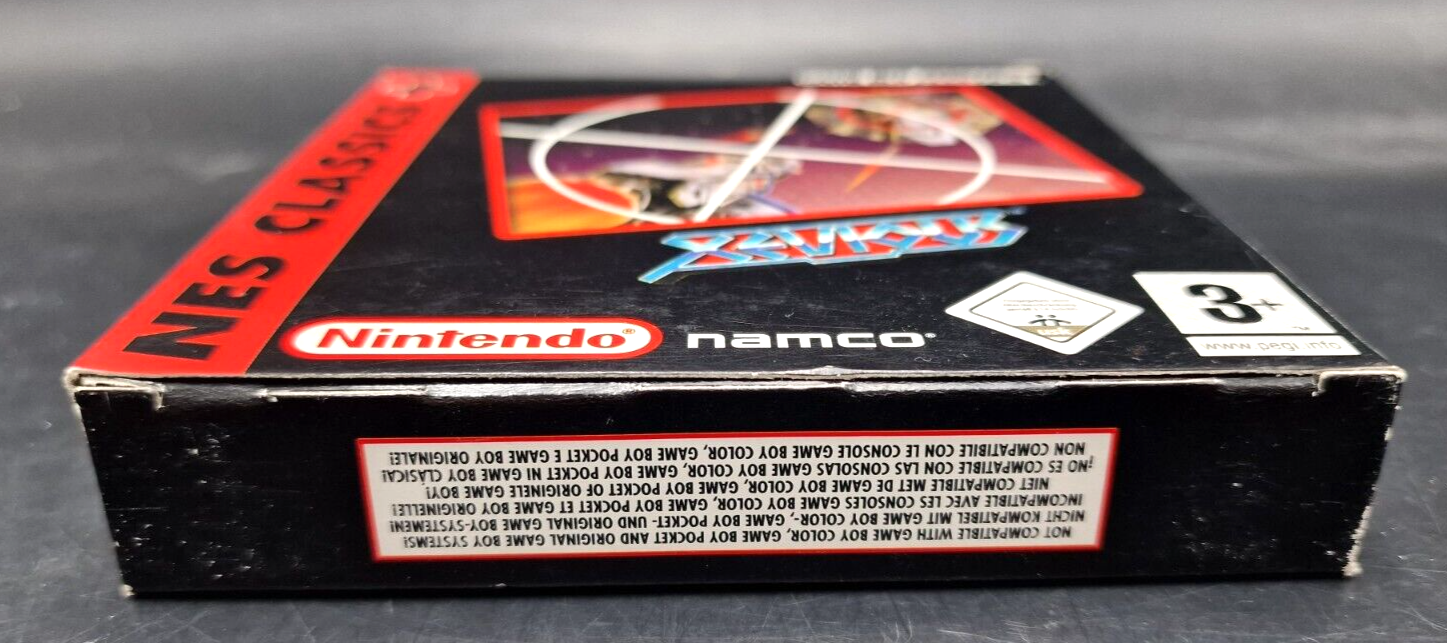 NES CLASSICS
XEVIOUS
Nintendo®
namco®
3+
™
www.pegi.info
NOT COMPATIBLE WITH GAME BOY COLOR, GAME BOY POCKET AND ORIGINAL GAME BOY SYSTEMS!
NICHT KOMPATIBEL MIT GAME BOY COLOR-, GAME BOY POCKET- UND ORIGINAL GAME BOY-SYSTEMEN!
INCOMPATIBLE AVEC LES CONSOLES GAME BOY COLOR, GAME BOY POCKET ET GAME BOY ORIGINELLE!
NIET COMPATIBLE MET DE GAME BOY COLOR, GAME BOY POCKET OF ORIGINELE GAME BOY!
¡NO ES COMPATIBLE CON LAS CONSOLAS GAME BOY COLOR, GAME BOY POCKET NI GAME BOY CLÁSICA!
NON COMPATIBILE CON LE CONSOLE GAME BOY COLOR, GAME BOY POCKET E GAME BOY ORIGINALE!